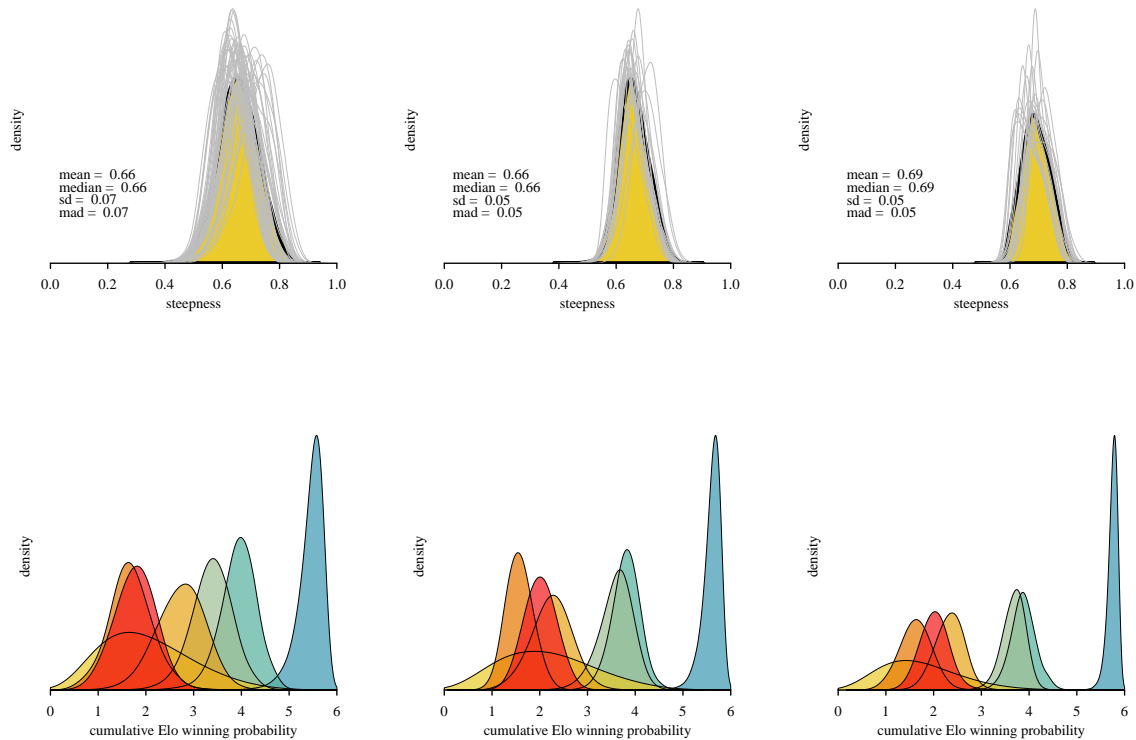 density
mean = 0.66
median = 0.66
sd = 0.07
mad = 0.07
0.0 0.2 0.4 0.6 0.8 1.0
steepness
density
mean = 0.66
median = 0.66
sd = 0.05
mad = 0.05
0.0 0.2 0.4 0.6 0.8 1.0
steepness
density
mean = 0.69
median = 0.69
sd = 0.05
mad = 0.05
0.0 0.2 0.4 0.6 0.8 1.0
steepness
density
0 1 2 3 4 5 6
cumulative Elo winning probability
density
0 1 2 3 4 5 6
cumulative Elo winning probability
density
0 1 2 3 4 5 6
cumulative Elo winning probability